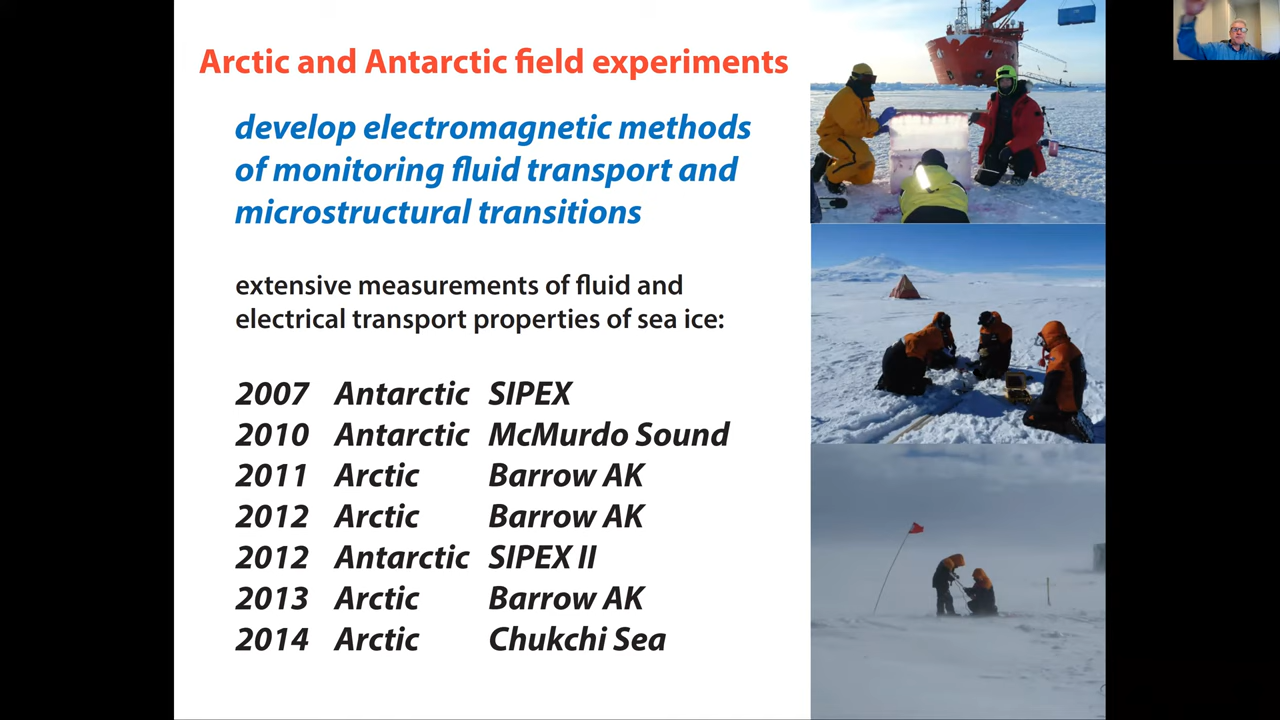 Arctic and Antarctic field experiments
develop electromagnetic methods
of monitoring fluid transport and
microstructural transitions
extensive measurements of fluid and
electrical transport properties of sea ice:
2007 Antarctic SIPEX
2010 Antarctic McMurdo Sound
2011 Arctic Barrow AK
2012 Arctic Barrow AK
2012 Antarctic SIPEX II
2013 Arctic Barrow AK
2014 Arctic Chukchi Sea